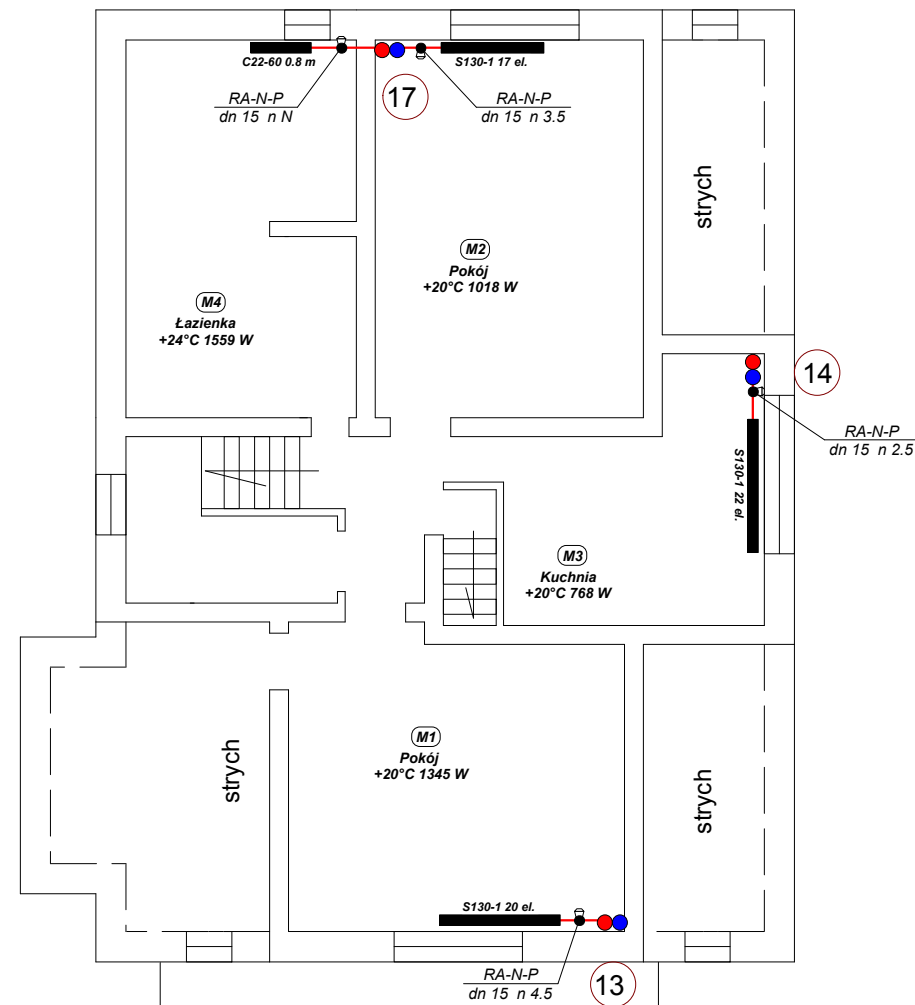 C22-60 0.8 m
S130-1 17 el.
RA-N-P
dn 15 n N
17
RA-N-P
dn 15 n 3.5
strych
M2
Pokój
+20°C 1018 W
M4
Łazienka
+24°C 1559 W
14
RA-N-P
dn 15 n 2.5
S130-1 22 el.
M3
Kuchnia
+20°C 768 W
M1
Pokój
+20°C 1345 W
strych
strych
S130-1 20 el.
RA-N-P
dn 15 n 4.5
13